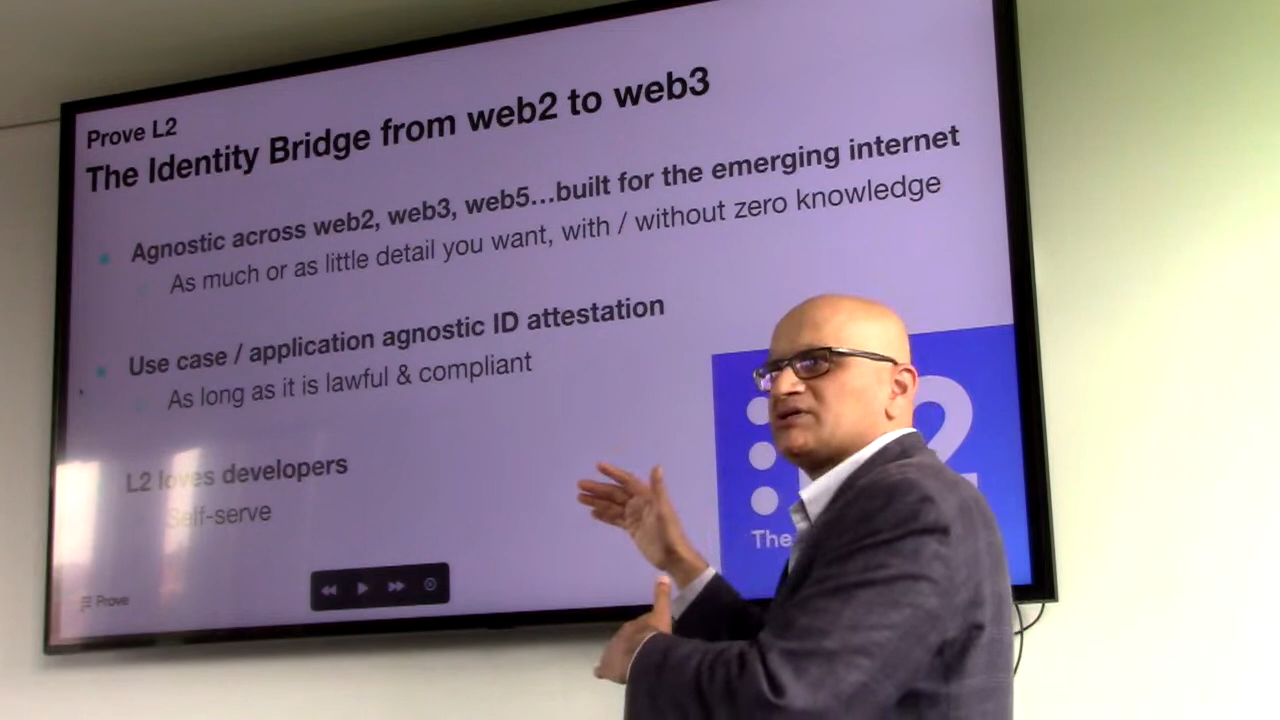 Prove L2
The Identity Bridge from web2 to web3
Agnostic across web2, web3, web5...built for the emerging internet
As much or as little detail you want, with / without zero knowledge
Use case / application agnostic ID attestation
As long as it is lawful & compliant
L2 loves developers
Self-serve
2
The
Prove